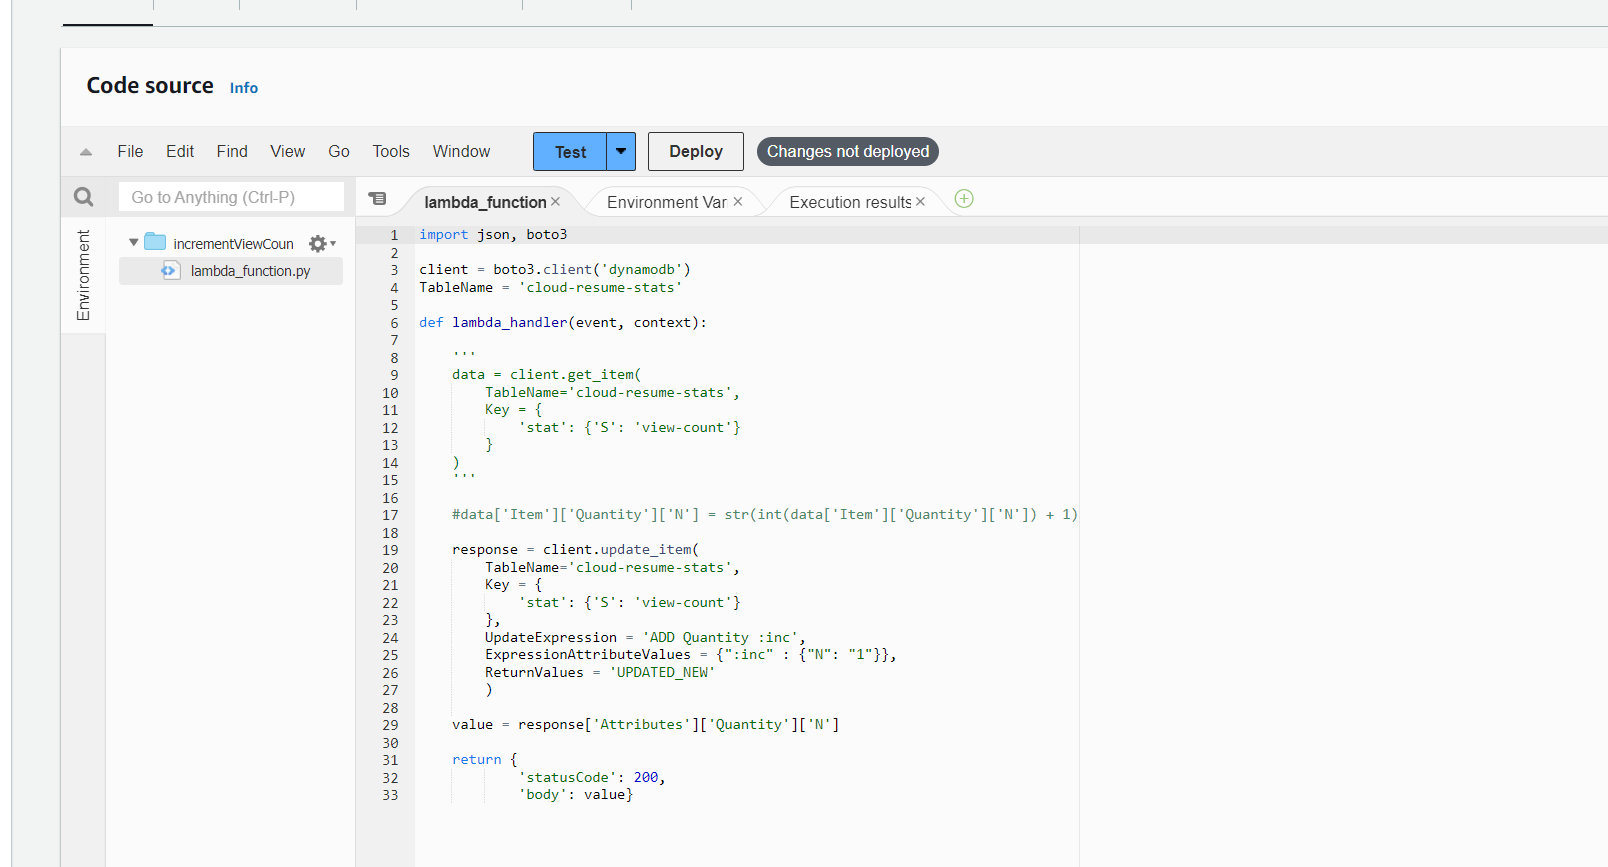 Code source Info
File Edit Find View Go Tools Window Test Deploy Changes not deployed
Go to Anything (Ctrl-P)
lambda_function Environment Var Execution results
Environment
incrementViewCoun
lambda_function.py
1 import json, boto3
2
3 client = boto3.client('dynamodb')
4 TableName = 'cloud-resume-stats'
5
6 def lambda_handler(event, context):
7
8     '''
9     data = client.get_item(
10         TableName='cloud-resume-stats',
11         Key = {
12             'stat': {'S': 'view-count'}
13         }
14     )
15     '''
16
17     #data['Item']['Quantity']['N'] = str(int(data['Item']['Quantity']['N']) + 1)
18
19     response = client.update_item(
20         TableName='cloud-resume-stats',
21         Key = {
22             'stat': {'S': 'view-count'}
23         },
24         UpdateExpression = 'ADD Quantity :inc',
25         ExpressionAttributeValues = {":inc" : {"N": "1"}},
26         ReturnValues = 'UPDATED_NEW'
27         )
28
29     value = response['Attributes']['Quantity']['N']
30
31     return {
32             'statusCode': 200,
33             'body': value}